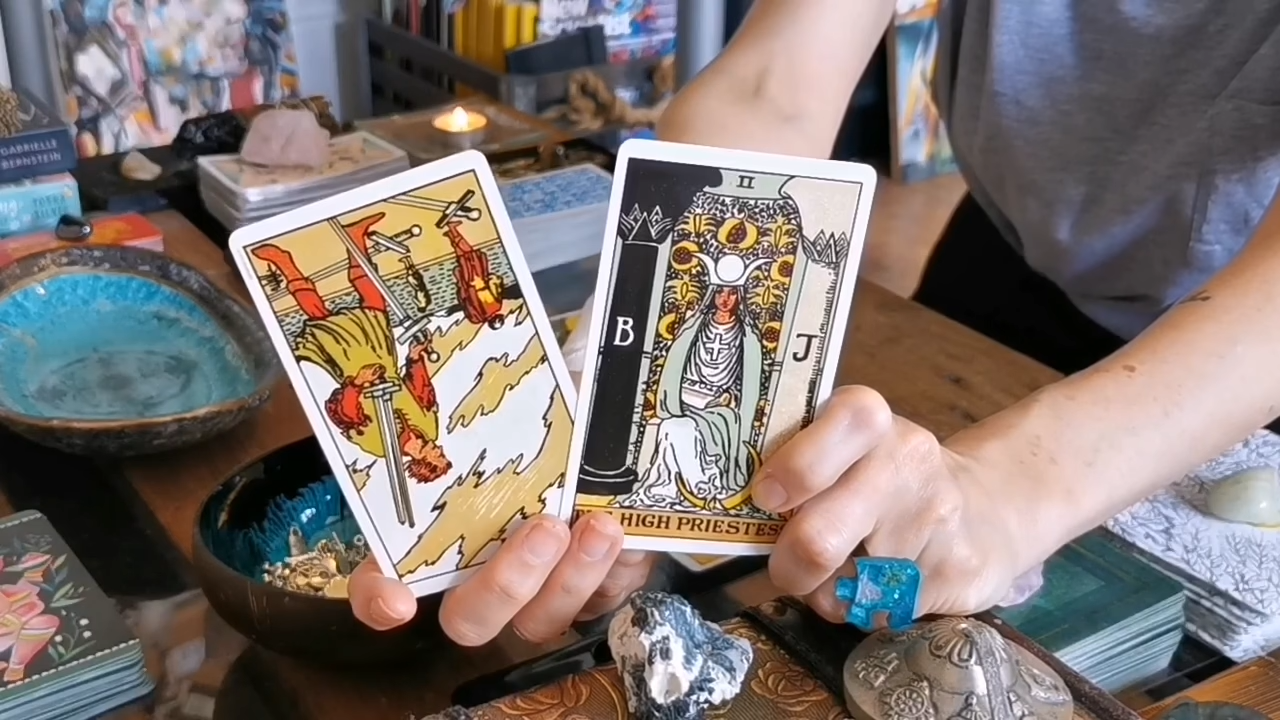 GABRIELLE
BERNSTEIN
II
B
J
THE HIGH PRIESTESS